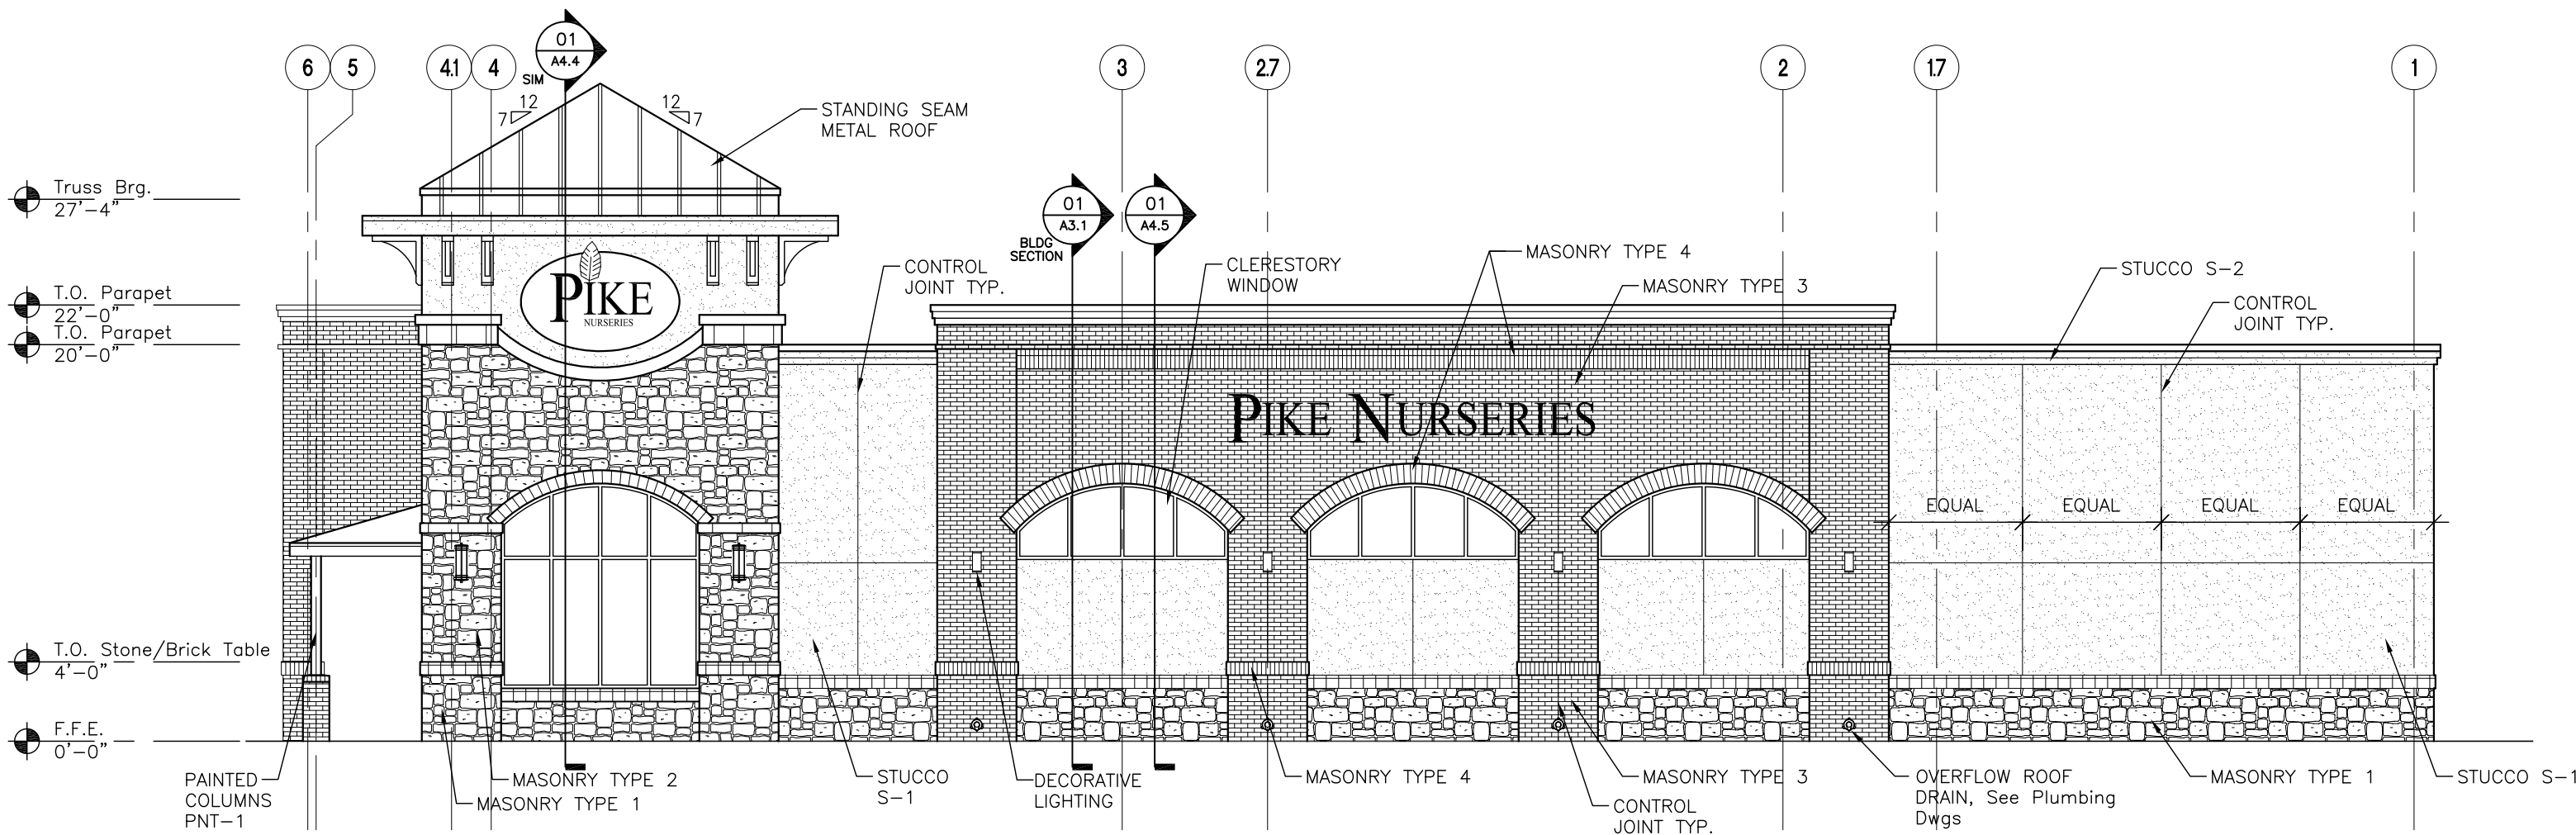 6
5
4.1
4
01
A4.4
SIM
3
2.7
2
1.7
1
12
7
12
7
STANDING SEAM
METAL ROOF
Truss Brg.
27'-4"
T.O. Parapet
22'-0"
T.O. Parapet
20'-0"
T.O. Stone/Brick Table
4'-0"
F.F.E.
0'-0"
PIKE
NURSERIES
CONTROL
JOINT TYP.
01
A3.1
BLDG
SECTION
01
A4.5
CLERESTORY
WINDOW
MASONRY TYPE 4
MASONRY TYPE 3
STUCCO S-2
CONTROL
JOINT TYP.
PIKE NURSERIES
EQUAL
EQUAL
EQUAL
EQUAL
PAINTED
COLUMNS
PNT-1
MASONRY TYPE 2
MASONRY TYPE 1
STUCCO
S-1
DECORATIVE
LIGHTING
MASONRY TYPE 4
MASONRY TYPE 3
CONTROL
JOINT TYP.
OVERFLOW ROOF
DRAIN, See Plumbing
Dwgs
MASONRY TYPE 1
STUCCO S-1